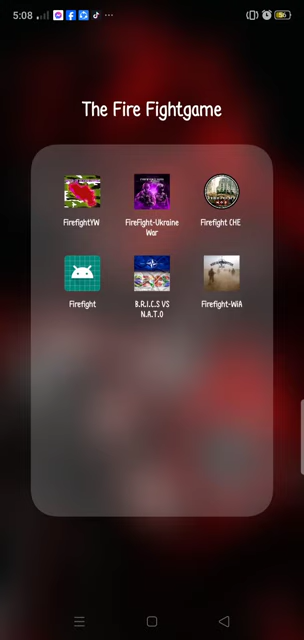 5:08
The Fire Fightgame
FirefightYW
FireFight-Ukraine
War
Firefight CHE
Firefight
B.R.I.C.S VS
N.A.T.O
Firefight-WiA